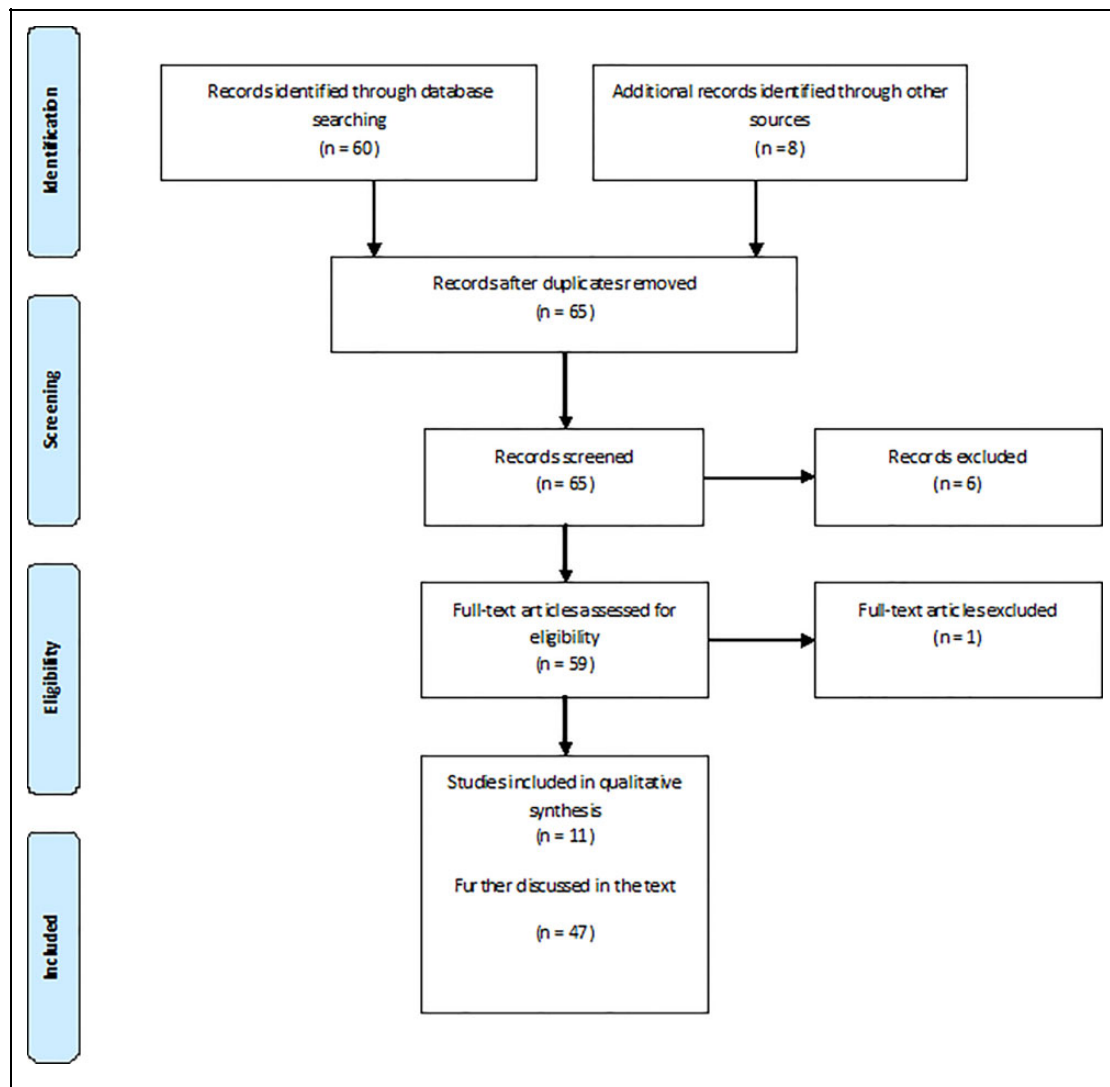 Identification
Records identified through database
searching
(n = 60)
Additional records identified through other
sources
(n = 8)
Records after duplicates removed
(n = 65)
Screening
Records screened
(n = 65)
Records excluded
(n = 6)
Eligibility
Full-text articles assessed for
eligibility
(n = 59)
Full-text articles excluded
(n = 1)
Included
Studies included in qualitative
synthesis
(n = 11)
Further discussed in the text
(n = 47)